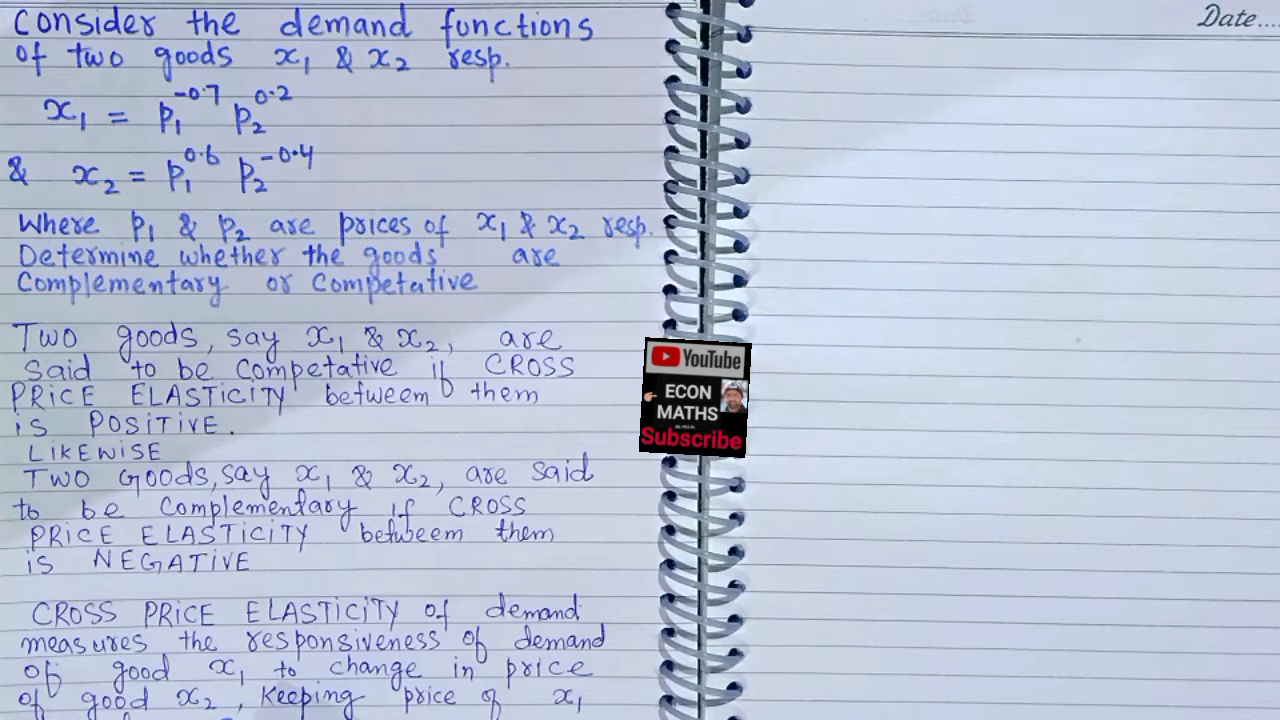 Consider the demand functions
of two goods x₁ & x₂ resp.
x₁ = p₁^-0.7 p₂^0.2
& x₂ = p₁^0.6 p₂^-0.4
Where p₁ & p₂ are prices of x₁ & x₂ resp.
Determine whether the goods are
Complementary or Competative
Two goods, say x₁ & x₂, are
said to be Competative if CROSS
PRICE ELASTICITY betweem them
is POSITIVE.
LIKEWISE
TWO GOODS, say x₁ & x₂, are said
to be Complementary if CROSS
PRICE ELASTICITY betweem them
is NEGATIVE
CROSS PRICE ELASTICITY of demand
measures the responsiveness of demand
of good x₁ to change in price
of good x₂, Keeping price of x₁
Date....
YouTube
ECON
MATHS
Subscribe